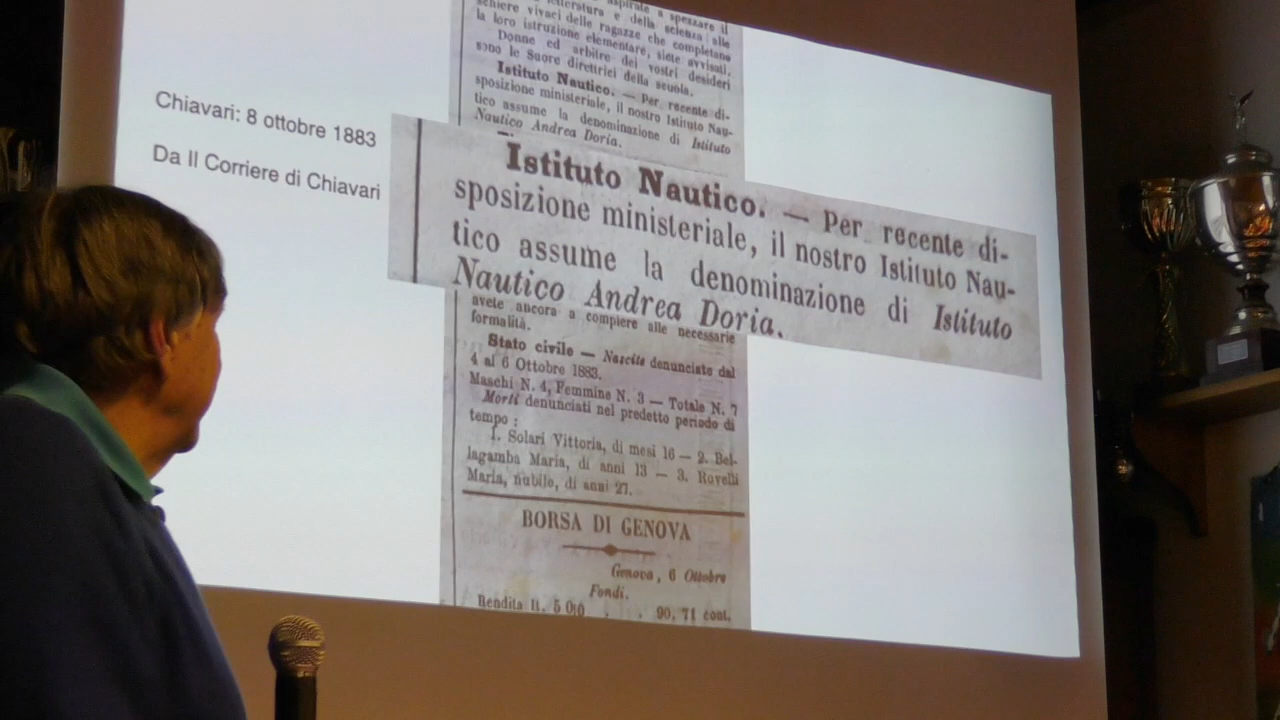 Chiavari: 8 ottobre 1883
Da Il Corriere di Chiavari
aspirate a spezzare il
letteratura e della scienza alle
schiere vivaci delle ragazze che completano
la loro istruzione elementare, siete avvisati,
Donne ed arbitre dei vostri desideri
sono le Suore direttrici della scuola.
Istituto Nautico. — Per recente di-
sposizione ministeriale, il nostro Istituto Nau-
tico assume la denominazione di Istituto
Nautico Andrea Doria.
Istituto Nautico. — Per recente di-
sposizione ministeriale, il nostro Istituto Nau-
tico assume la denominazione di Istituto
Nautico Andrea Doria.
avete ancora a compiere alle necessarie
formalità.
Stato civile — Nascite denunciate dal
4 al 6 Ottobre 1883.
Maschi N. 4, Femmine N. 3 — Totale N. 7
Morti denunciati nel predetto periodo di
tempo :
1. Solari Vittoria, di mesi 16 — 2. Bel-
lagamba Maria, di anni 13 — 3. Rovelli
Maria, nubile, di anni 27.
BORSA DI GENOVA
Genova, 6 Ottobre
Fondi.
Rendita It. 5 0|0 . . 90, 71 cont.